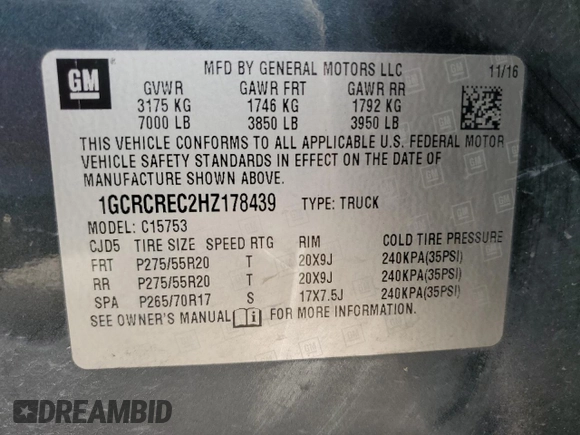 GM
MFD BY GENERAL MOTORS LLC 11/16
GVWR GAWR FRT GAWR RR
3175 KG 1746 KG 1792 KG
7000 LB 3850 LB 3950 LB
THIS VEHICLE CONFORMS TO ALL APPLICABLE U.S. FEDERAL MOTOR
VEHICLE SAFETY STANDARDS IN EFFECT ON THE DATE OF
MANUFACTURE SHOWN ABOVE.
1GCRCREC2HZ178439 TYPE: TRUCK
MODEL: C15753
CJD5 TIRE SIZE SPEED RTG RIM COLD TIRE PRESSURE
FRT P275/55R20 T 20X9J 240KPA(35PSI)
RR P275/55R20 T 20X9J 240KPA(35PSI)
SPA P265/70R17 S 17X7.5J 240KPA(35PSI)
SEE OWNER'S MANUAL i FOR MORE INFORMATION.
DREAMBID